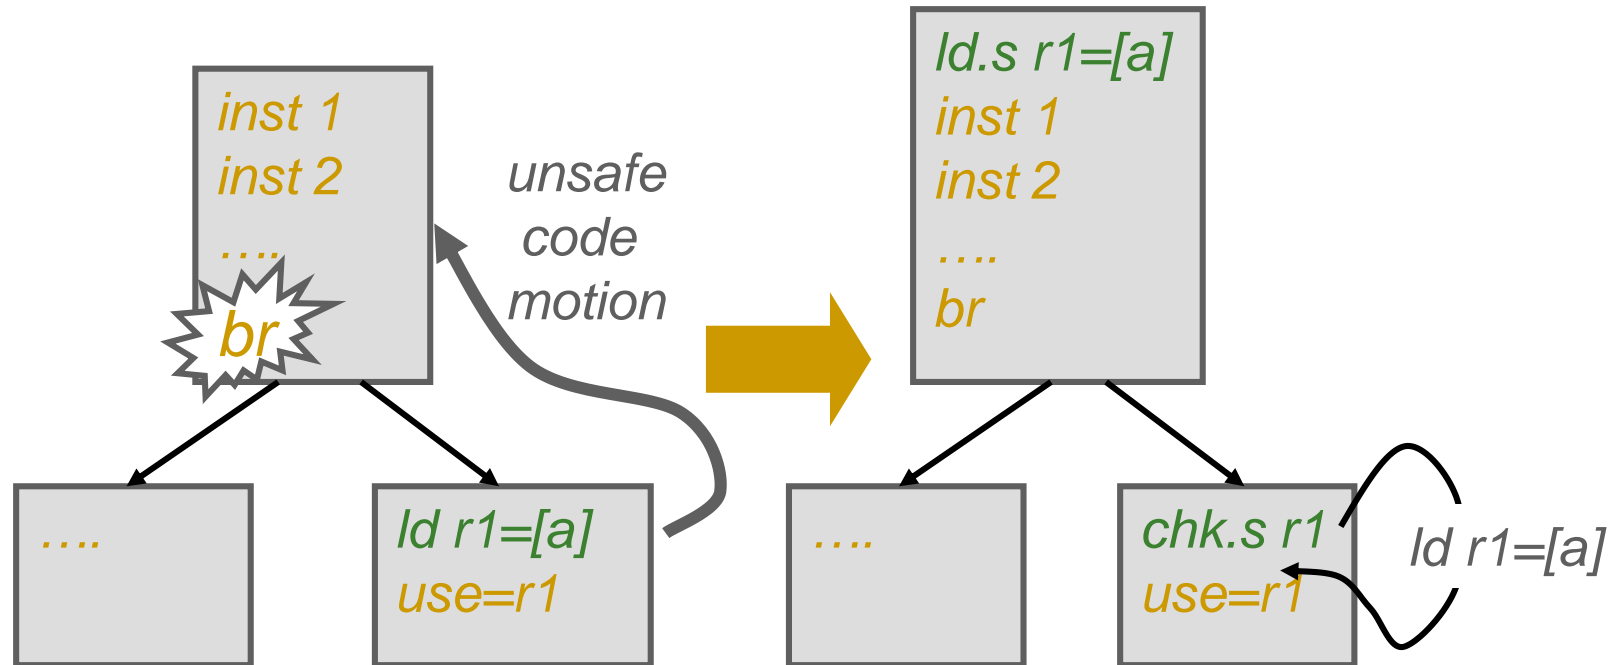 inst 1
inst 2
….
br
unsafe
code
motion
….
ld r1=[a]
use=r1
ld.s r1=[a]
inst 1
inst 2
….
br
….
chk.s r1
use=r1
ld r1=[a]